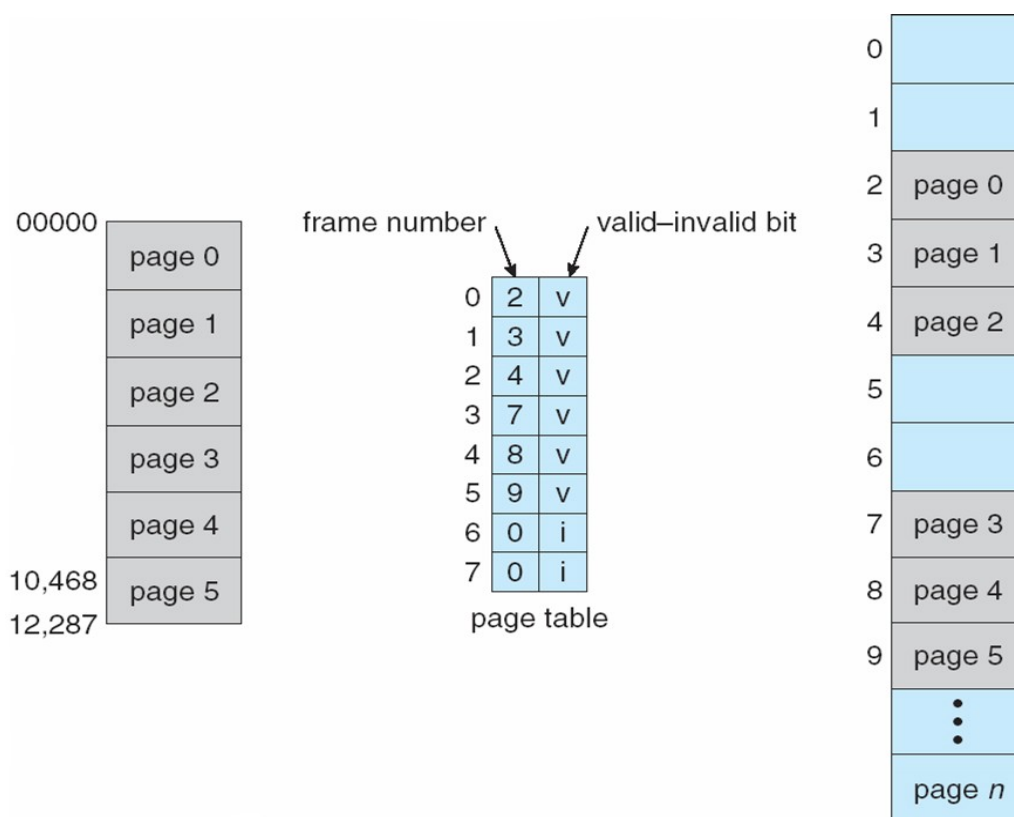 00000
page 0
page 1
page 2
page 3
page 4
10,468
page 5
12,287
frame number
valid–invalid bit
0 2 v
1 3 v
2 4 v
3 7 v
4 8 v
5 9 v
6 0 i
7 0 i
page table
0
1
2 page 0
3 page 1
4 page 2
5
6
7 page 3
8 page 4
9 page 5
page n